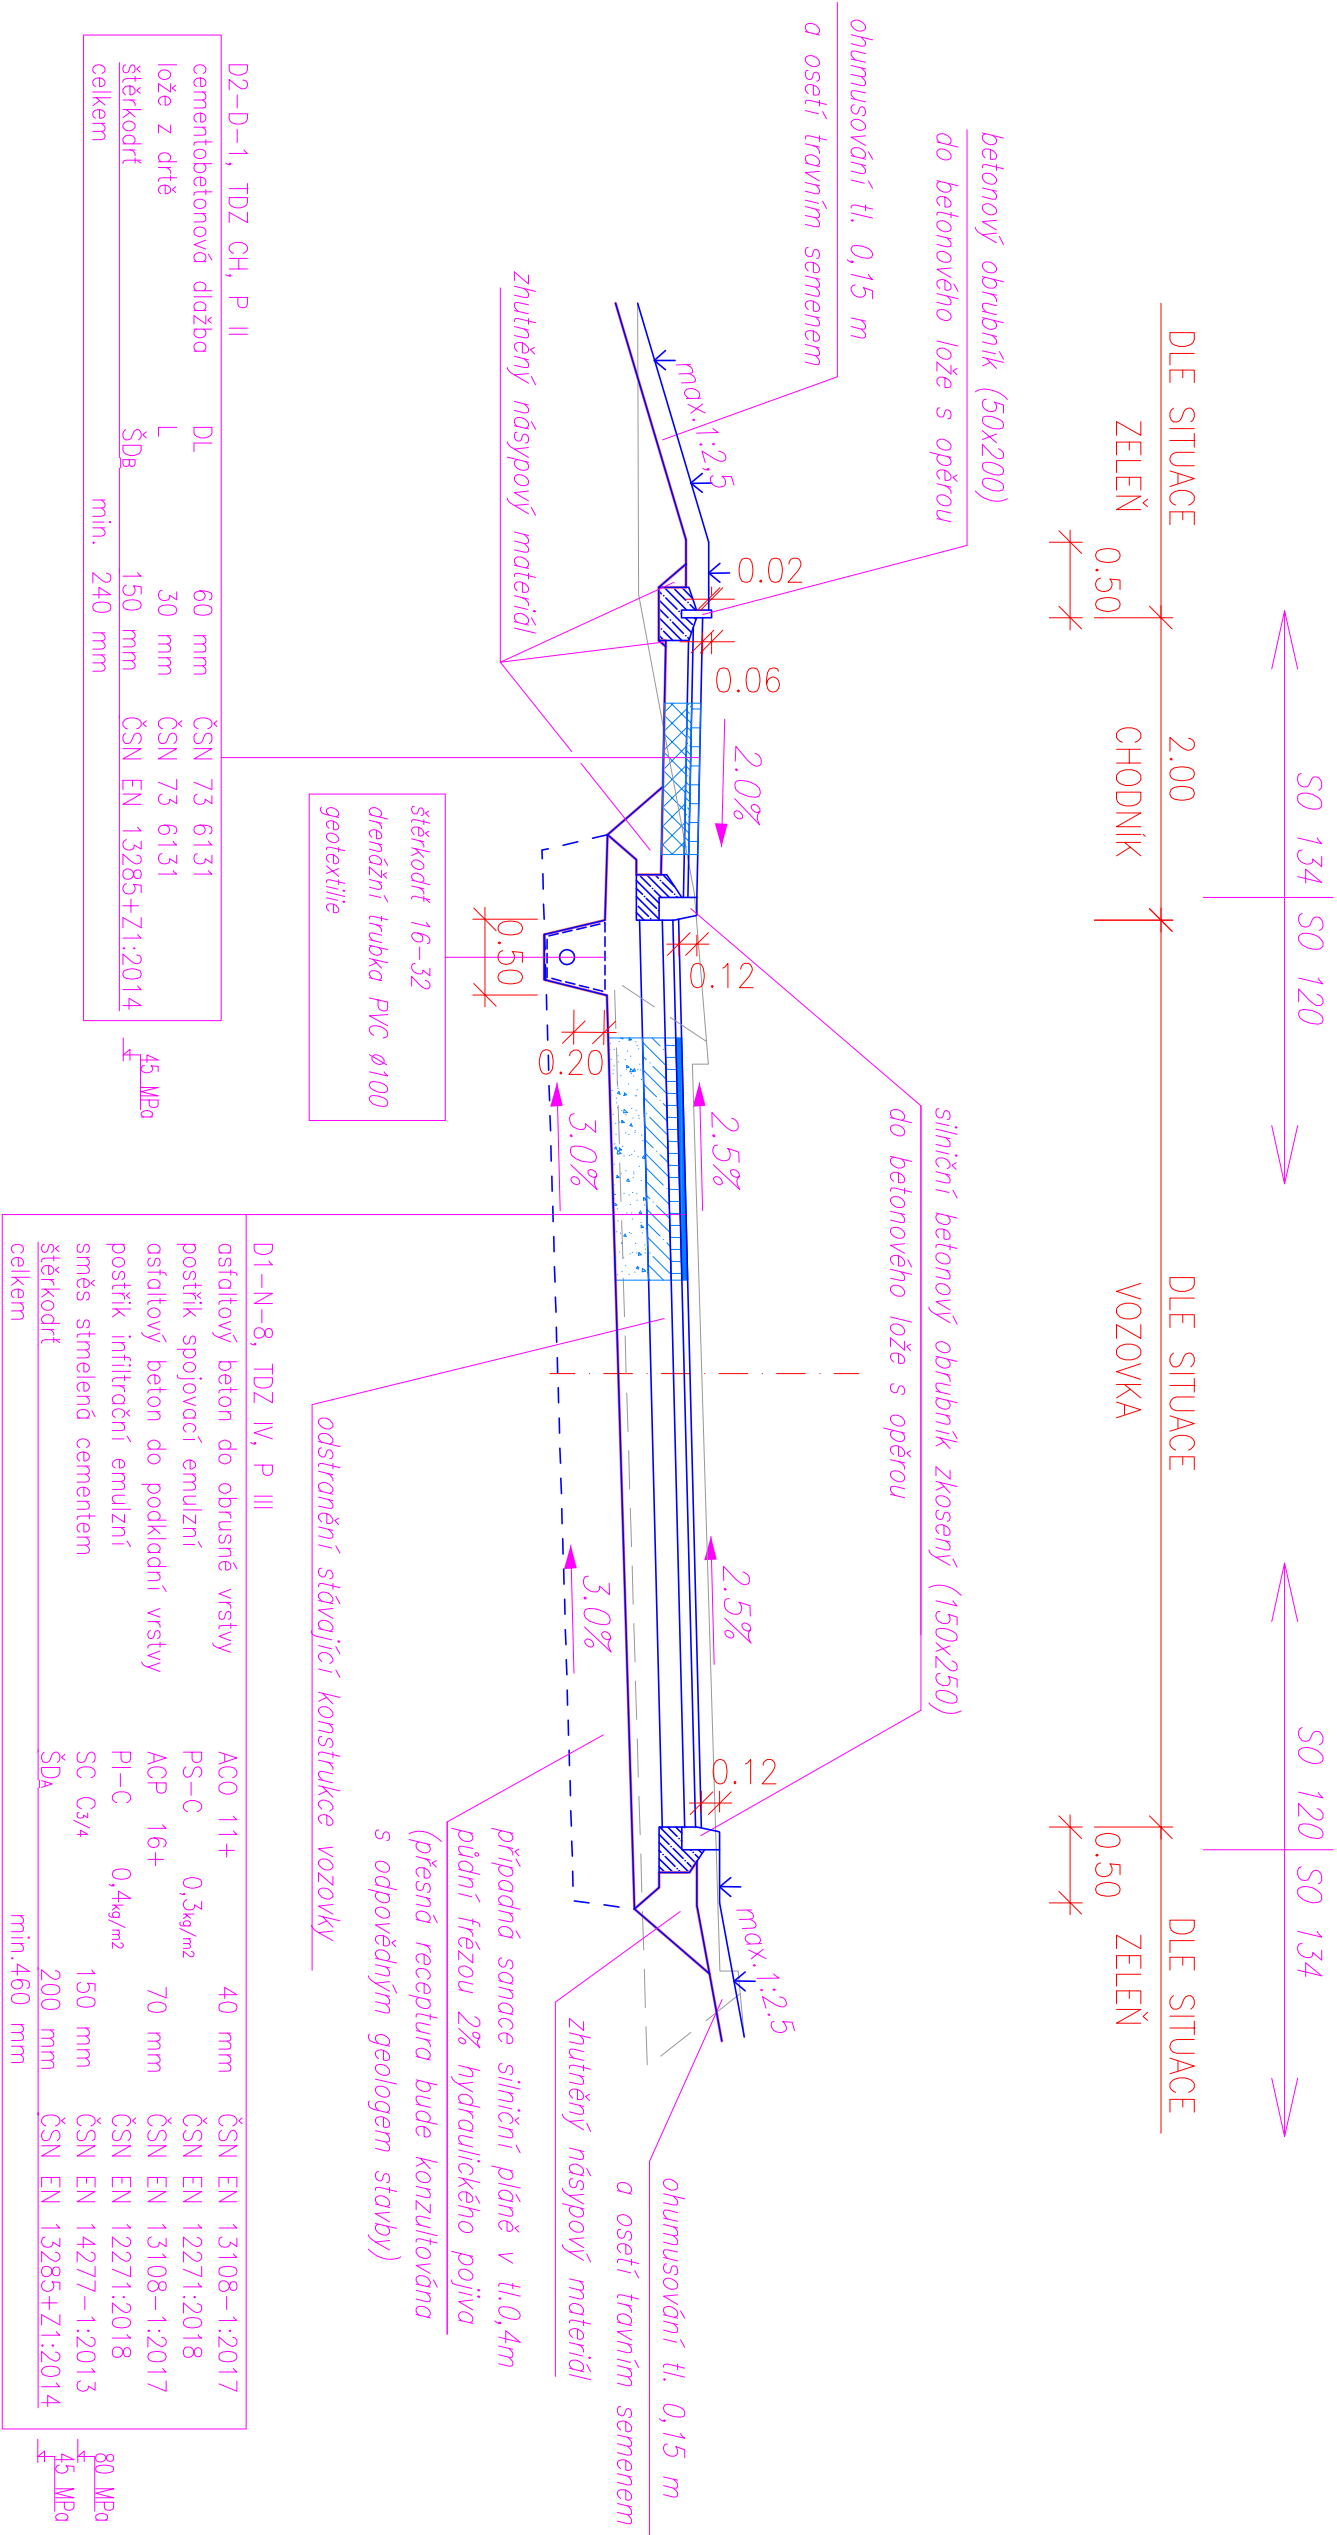 SO 134
SO 120
SO 120
SO 134
DLE SITUACE
2.00
DLE SITUACE
DLE SITUACE
ZELEŇ
0.50
CHODNÍK
VOZOVKA
0.50
ZELEŇ
betonový obrubník (50x200)
do betonového lože s opěrou
silniční betonový obrubník zkosený (150x250)
do betonového lože s opěrou
ohumusování tl. 0,15 m
a osetí travním semenem
max.1:2,5
0.02
0.06
2.0%
0.12
2.5%
2.5%
0.12
max.1:2.5
zhutněný násypový materiál
0.50
0.20
3.0%
3.0%
ohumusování tl. 0,15 m
a osetí travním semenem
zhutněný násypový materiál
štěrkodrť 16-32
drenážní trubka PVC ø100
geotextilie
případná sanace silniční pláně v tl.0,4m
půdní frézou 2% hydraulického pojiva
(přesná receptura bude konzultována
s odpovědným geologem stavby)
odstranění stávající konstrukce vozovky
D2-D-1, TDZ CH, P II
cementobetonová dlažba DL 60 mm ČSN 73 6131
lože z drtě L 30 mm ČSN 73 6131
štěrkodrť ŠDB 150 mm ČSN EN 13285+Z1:2014
celkem min. 240 mm
45 MPa
D1-N-8, TDZ IV, P III
asfaltový beton do obrusné vrstvy ACO 11+ 40 mm ČSN EN 13108-1:2017
postřik spojovací emulzní PS-C 0,3kg/m2 ČSN EN 12271:2018
asfaltový beton do podkladní vrstvy ACP 16+ 70 mm ČSN EN 13108-1:2017
postřik infiltrační emulzní PI-C 0,4kg/m2 ČSN EN 12271:2018
směs stmelená cementem SC C3/4 150 mm ČSN EN 14277-1:2013
štěrkodrť ŠDA 200 mm ČSN EN 13285+Z1:2014
celkem min.460 mm
80 MPa
45 MPa